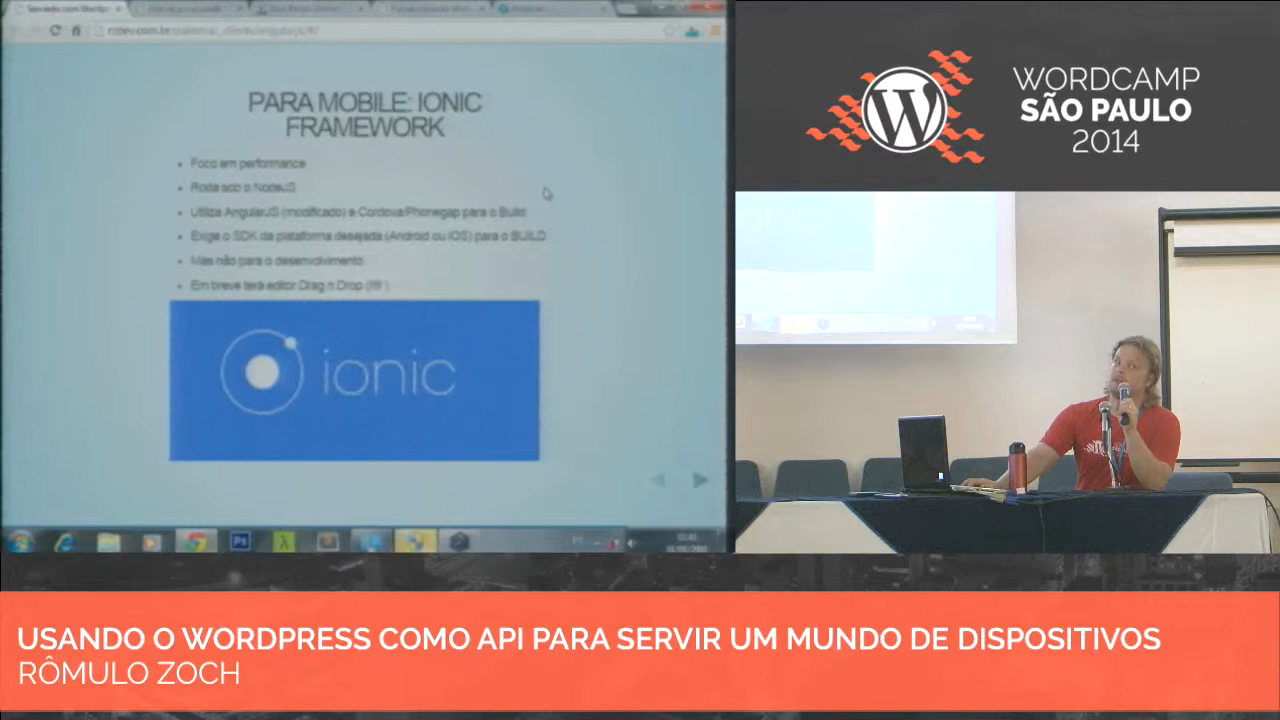 PARA MOBILE: IONIC
FRAMEWORK
Foco em performance
Roda sob o NodeJS
Utiliza AngularJS (modificado) e Cordova/Phonegap para o Build
Exige o SDK da plataforma desejada (Android ou iOS) para o BUILD
Mas não para o desenvolvimento
Em breve terá editor Drag n Drop (!!!! )
ionic
WORDCAMP
SÃO PAULO
2014
USANDO O WORDPRESS COMO API PARA SERVIR UM MUNDO DE DISPOSITIVOS
RÔMULO ZOCH